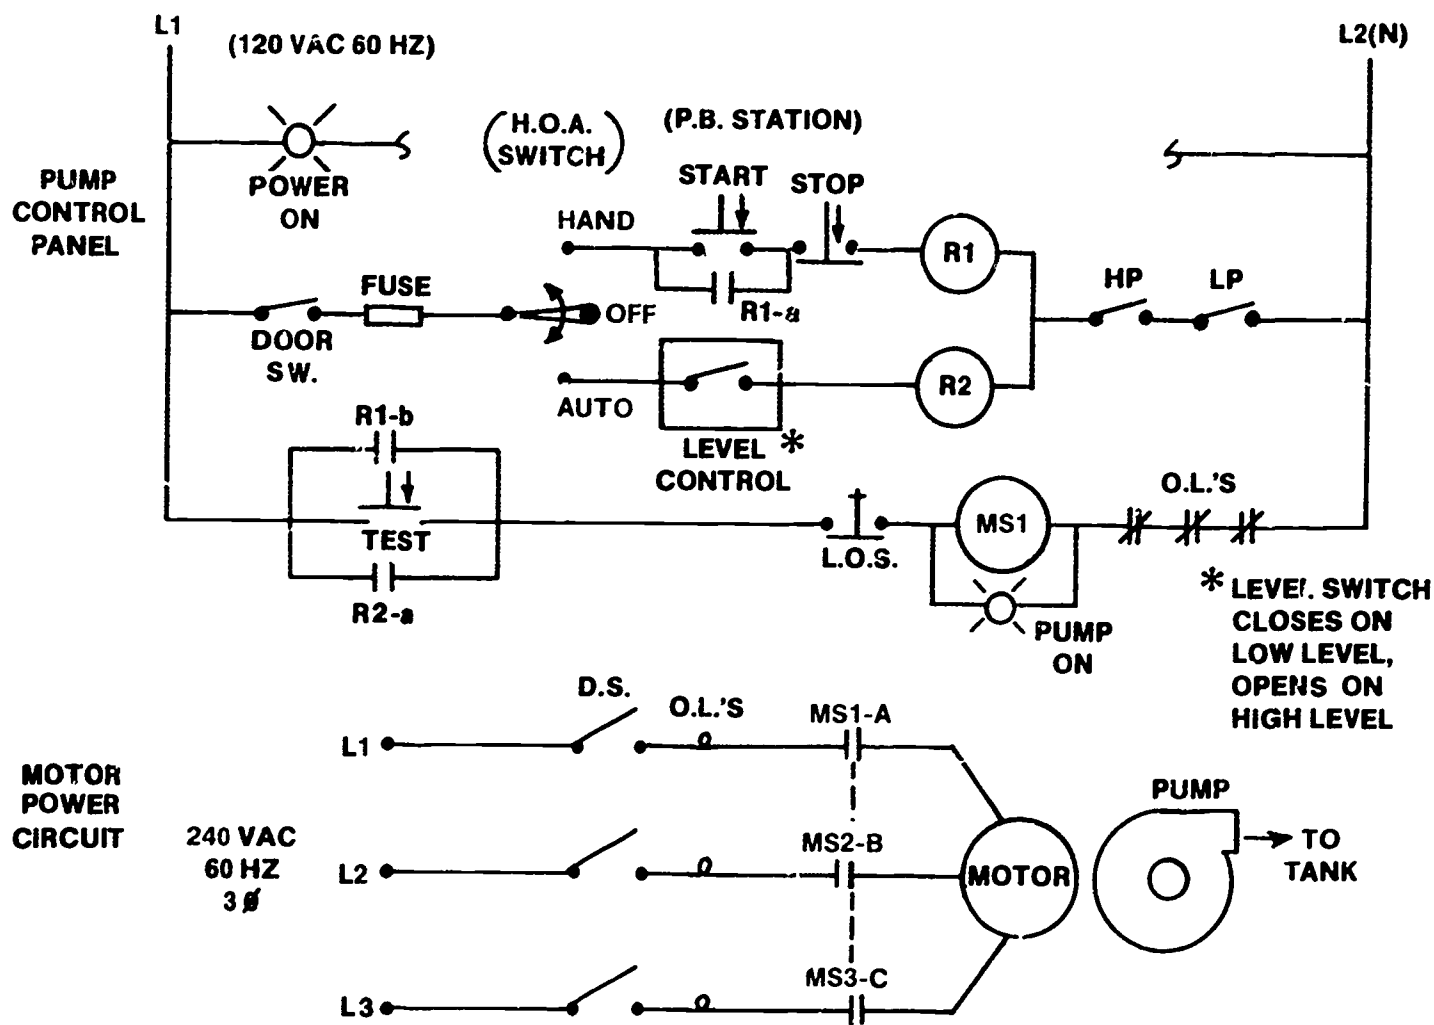 L1
(120 VAC 60 HZ)
L2(N)
PUMP
CONTROL
PANEL
POWER
ON
(H.O.A.
SWITCH)
(P.B. STATION)
START
STOP
HAND
R1
R1-a
HP
LP
FUSE
OFF
DOOR
SW.
AUTO
R2
LEVEL *
CONTROL
R1-b
TEST
R2-a
L.O.S.
MS1
O.L.'S
PUMP
ON
* LEVEL SWITCH
CLOSES ON
LOW LEVEL,
OPENS ON
HIGH LEVEL
MOTOR
POWER
CIRCUIT
240 VAC
60 HZ
3Ø
D.S.
O.L.'S
MS1-A
L1
MS2-B
L2
MOTOR
PUMP
TO
TANK
MS3-C
L3